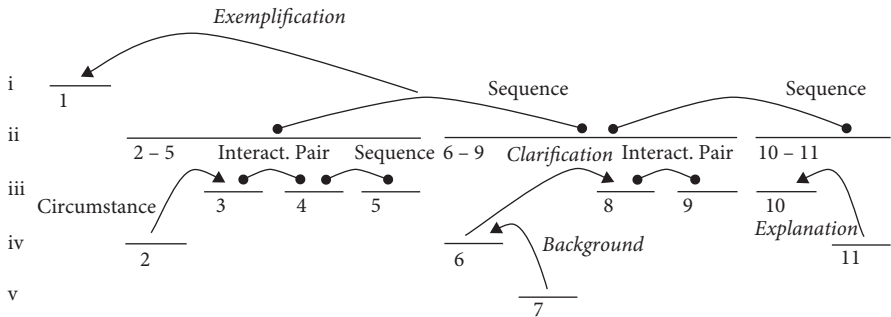 Exemplification
i
1
Sequence
Sequence
ii
2 – 5
Interact. Pair
Sequence
6 – 9
Clarification
Interact. Pair
10 – 11
iii
3
4
5
8
9
10
Circumstance
iv
2
6
Background
Explanation
11
v
7